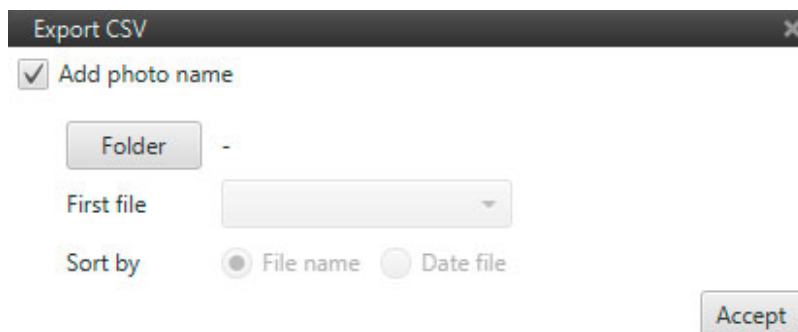 Export CSV
Add photo name
Folder -
First file
Sort by File name Date file
Accept